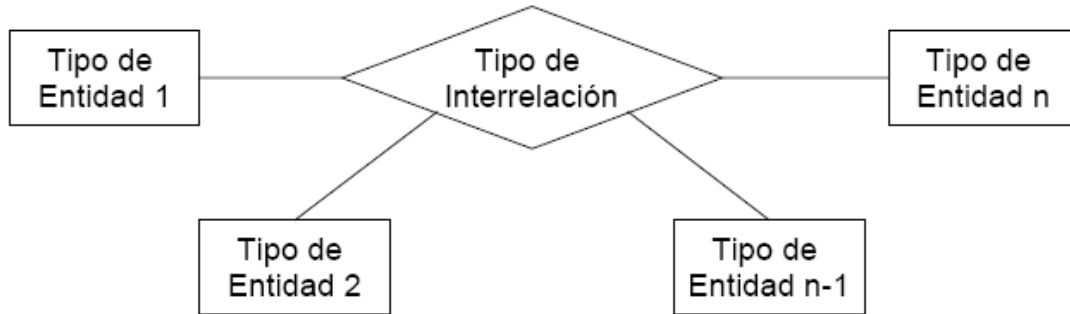 Tipo de
Entidad 1
Tipo de
Interrelación
Tipo de
Entidad n
Tipo de
Entidad 2
Tipo de
Entidad n-1